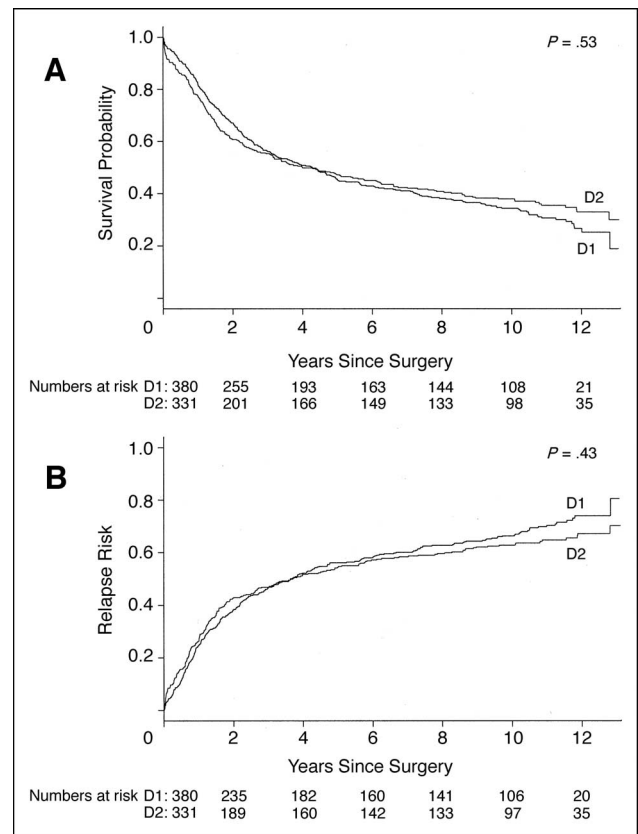 A
P = .53
Survival Probability
1.0
0.8
0.6
0.4
0.2
D2
D1
0 2 4 6 8 10 12
Years Since Surgery
Numbers at risk D1: 380 255 193 163 144 108 21
D2: 331 201 166 149 133 98 35
B
P = .43
Relapse Risk
1.0
0.8
0.6
0.4
0.2
D1
D2
0 2 4 6 8 10 12
Years Since Surgery
Numbers at risk D1: 380 235 182 160 141 106 20
D2: 331 189 160 142 133 97 35